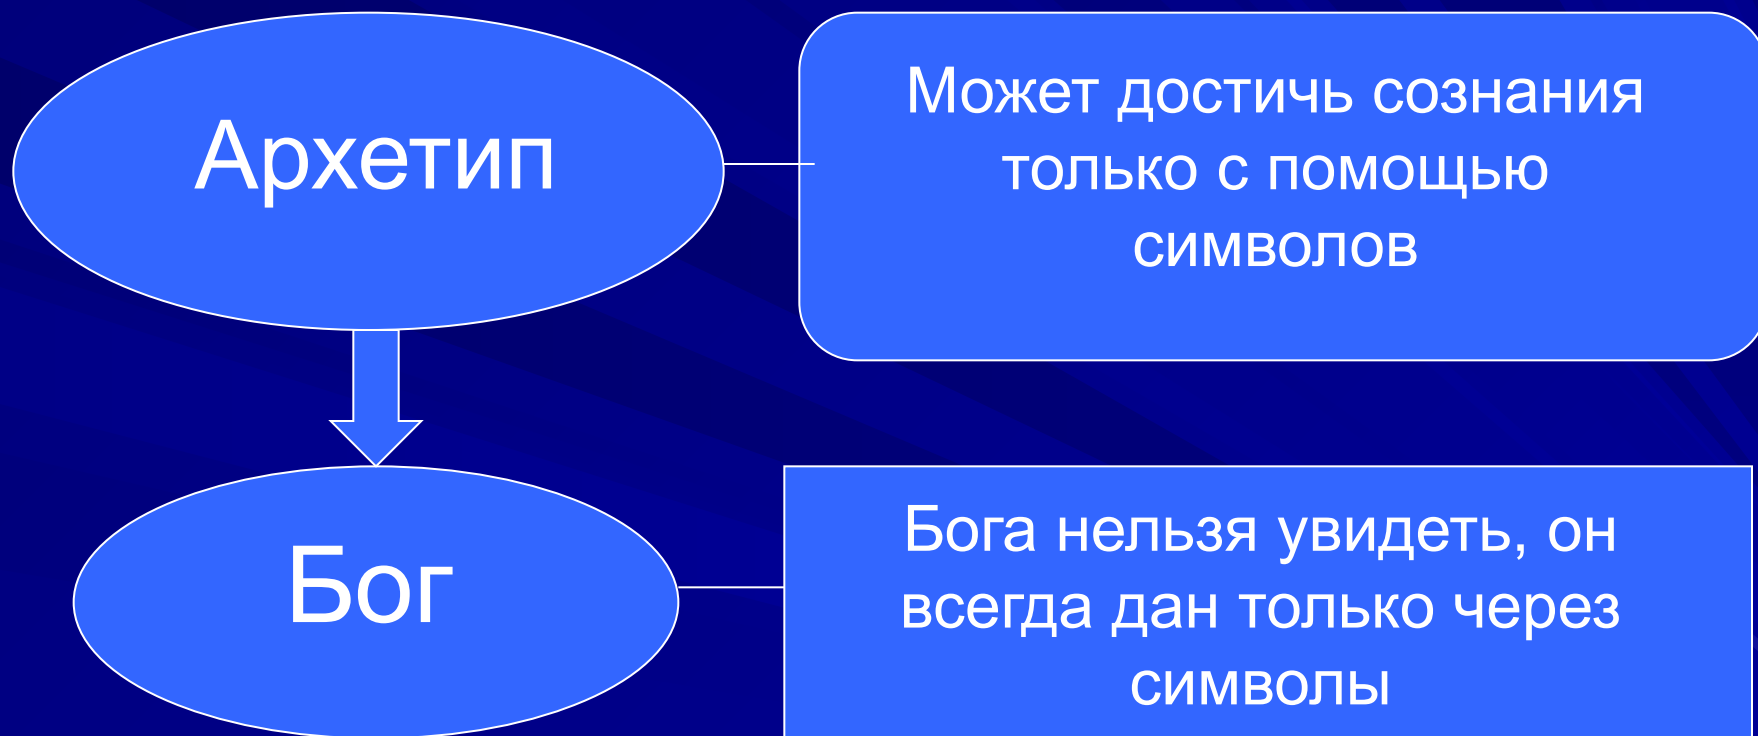 Архетип
Может достичь сознания
только с помощью
символов
Бог
Бога нельзя увидеть, он
всегда дан только через
символы